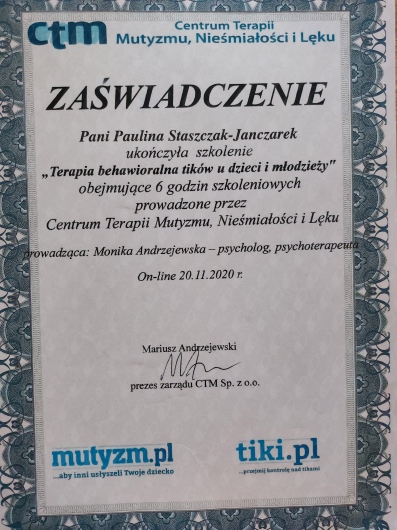 ctm Centrum Terapii
Mutyzmu, Nieśmiałości i Lęku
ZAŚWIADCZENIE
Pani Paulina Staszczak-Janczarek
ukończyła szkolenie
„Terapia behawioralna tików u dzieci i młodzieży"
obejmujące 6 godzin szkoleniowych
prowadzone przez
Centrum Terapii Mutyzmu, Nieśmiałości i Lęku
prowadząca: Monika Andrzejewska – psycholog, psychoterapeuta
On-line 20.11.2020 r.
Mariusz Andrzejewski
prezes zarządu CTM Sp. z o.o.
mutyzm.pl
...aby inni usłyszeli Twoje dziecko
tiki.pl
...przejmij kontrolę nad tikami